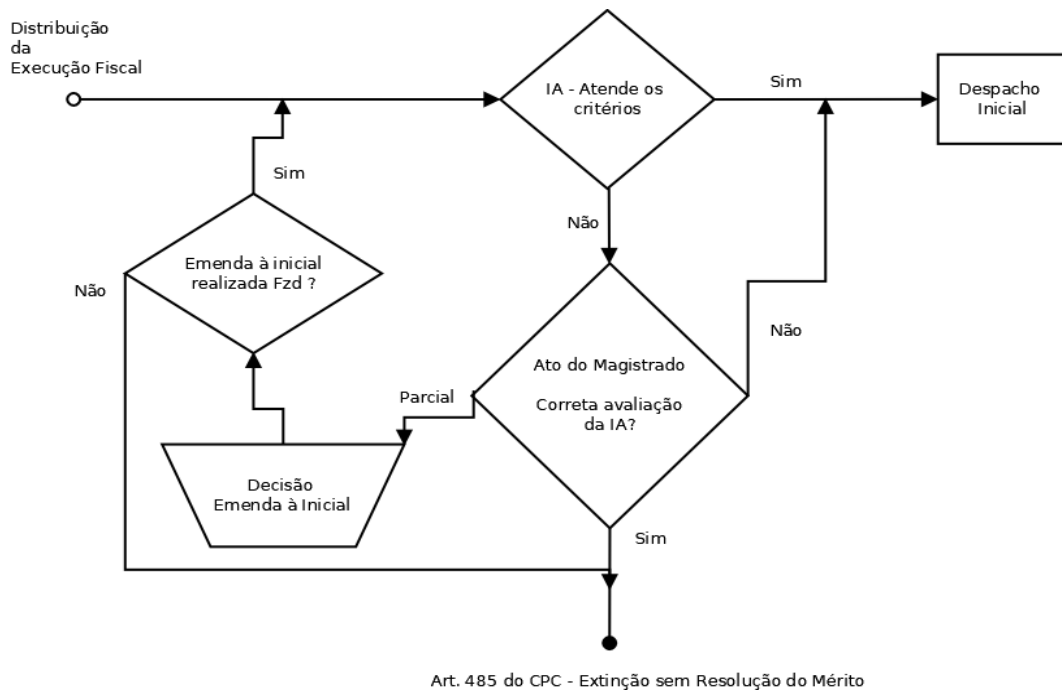 Distribuição
da
Execução Fiscal
IA - Atende os
critérios
Sim
Despacho
Inicial
Não
Sim
Emenda à inicial
realizada Fzd ?
Não
Ato do Magistrado
Correta avaliação
da IA?
Não
Parcial
Decisão
Emenda à Inicial
Sim
Art. 485 do CPC - Extinção sem Resolução do Mérito